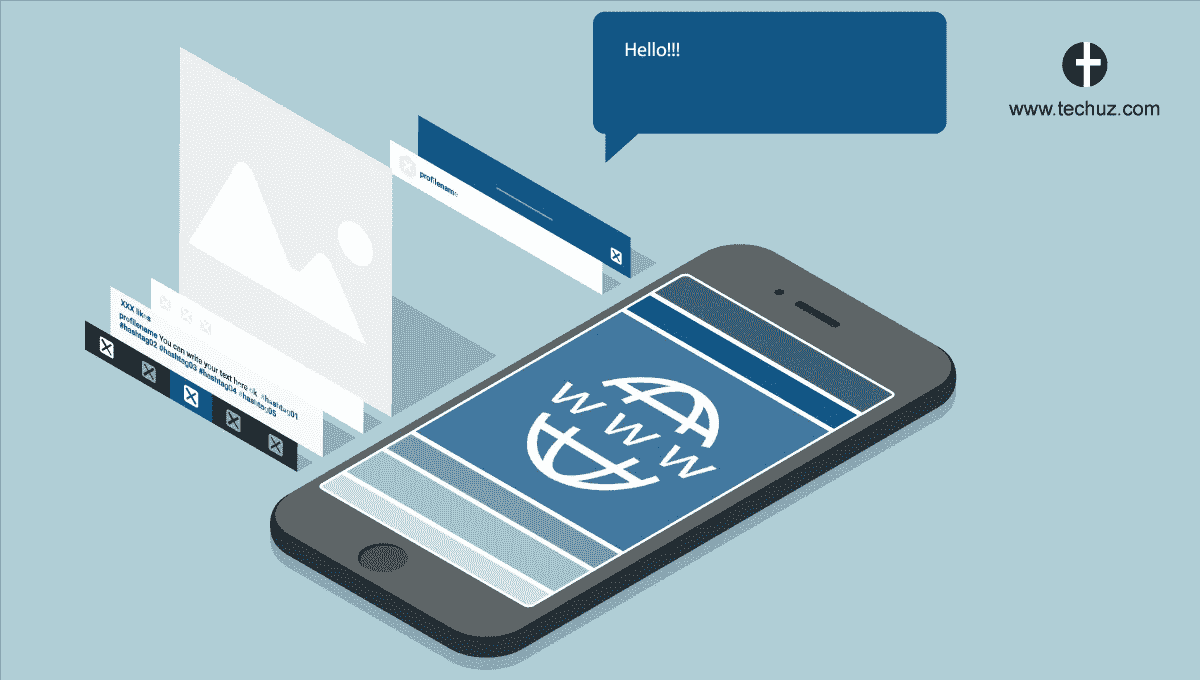 Hello!!!
www.techuz.com
profilename
XXX likes
profilename You can write your text here ok. #hashtag01
#hashtag02 #hashtag03 #hashtag04 #hashtag05
WWW